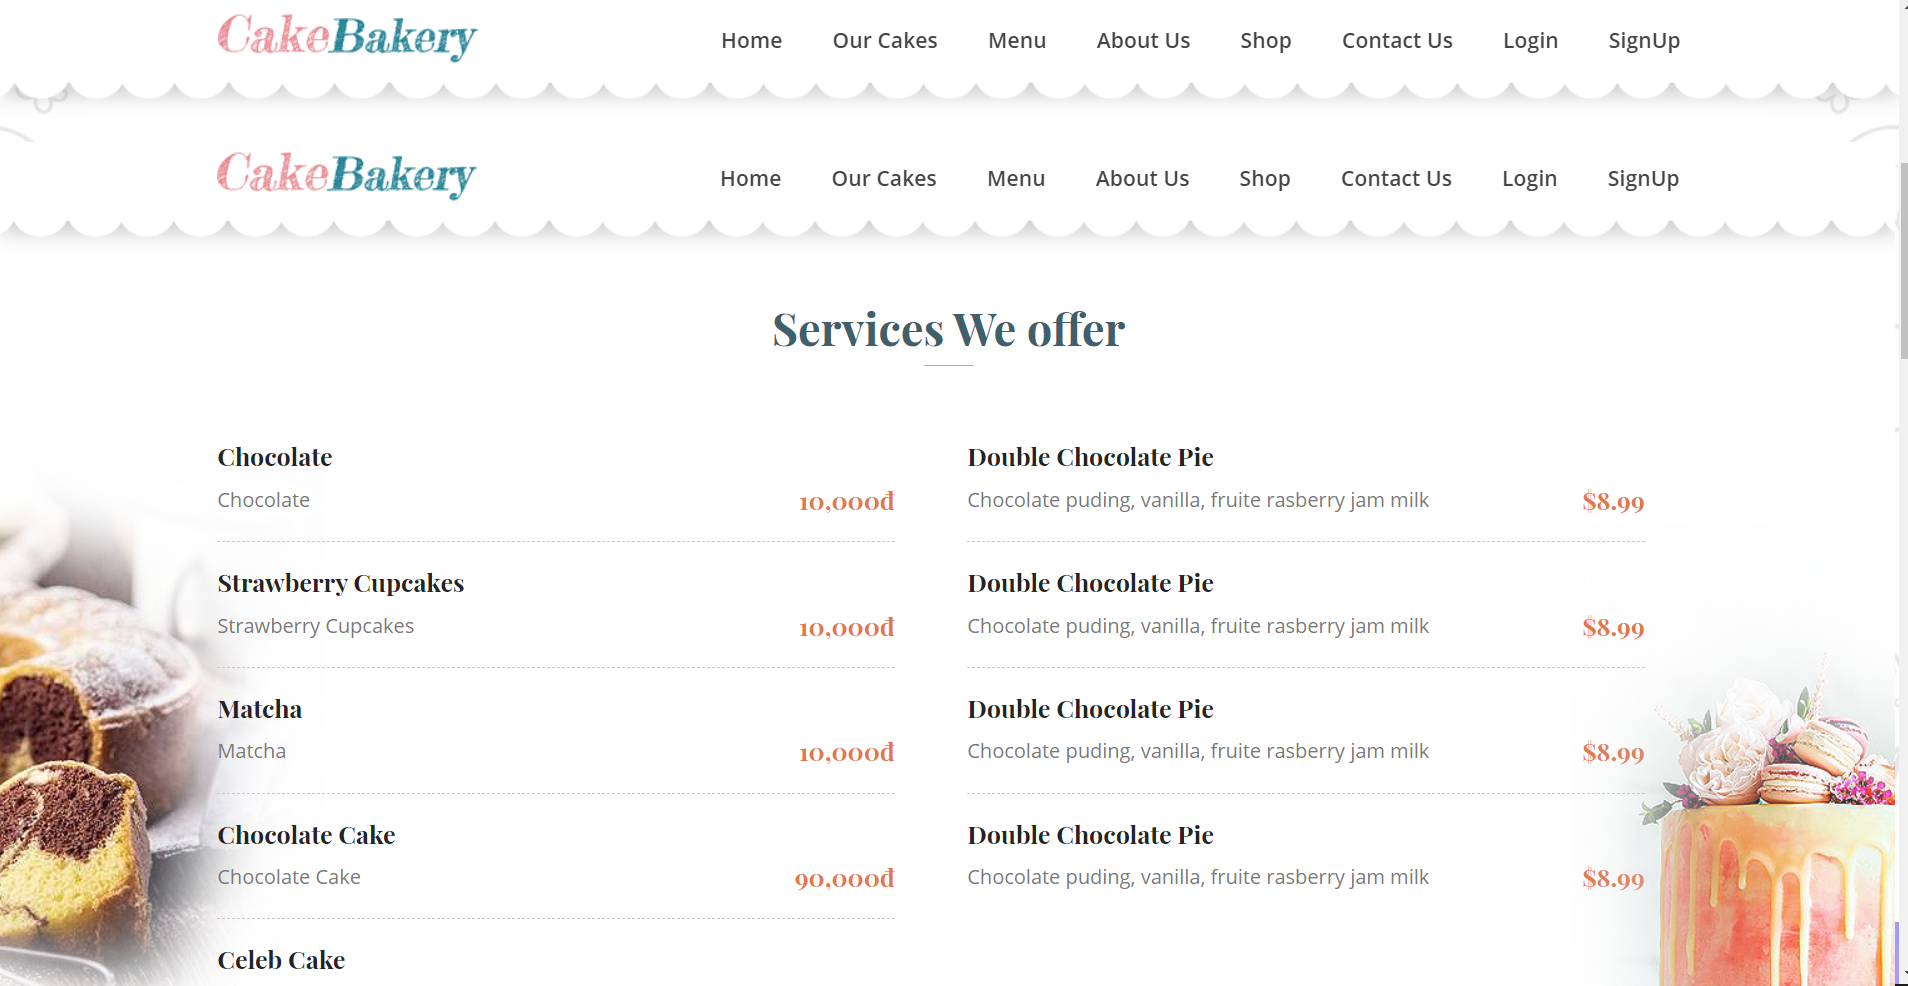 CakeBakery Home Our Cakes Menu About Us Shop Contact Us Login SignUp
CakeBakery Home Our Cakes Menu About Us Shop Contact Us Login SignUp
Services We offer
Chocolate
Chocolate 10,000đ
Strawberry Cupcakes
Strawberry Cupcakes 10,000đ
Matcha
Matcha 10,000đ
Chocolate Cake
Chocolate Cake 90,000đ
Celeb Cake
Double Chocolate Pie
Chocolate puding, vanilla, fruite rasberry jam milk $8.99
Double Chocolate Pie
Chocolate puding, vanilla, fruite rasberry jam milk $8.99
Double Chocolate Pie
Chocolate puding, vanilla, fruite rasberry jam milk $8.99
Double Chocolate Pie
Chocolate puding, vanilla, fruite rasberry jam milk $8.99